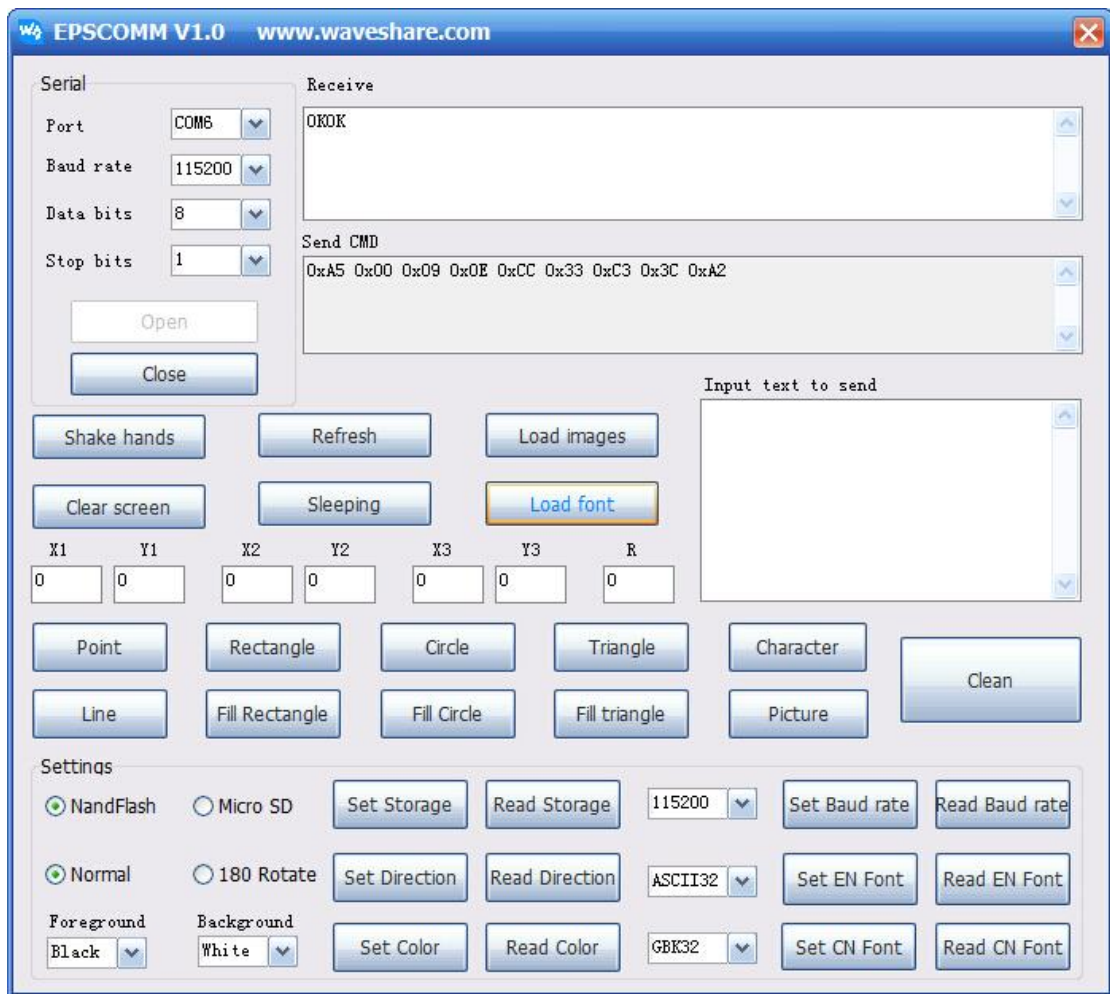 EPSCOMM V1.0 www.waveshare.com
Serial
Port COM6
Baud rate 115200
Data bits 8
Stop bits 1
Open
Close
Receive
OKOK
Send CMD
0xA5 0x00 0x09 0x0E 0xCC 0x33 0xC3 0x3C 0xA2
Input text to send
Shake hands Refresh Load images
Clear screen Sleeping Load font
X1 Y1 X2 Y2 X3 Y3 R
0 0 0 0 0 0 0
Point Rectangle Circle Triangle Character
Clean
Line Fill Rectangle Fill Circle Fill triangle Picture
Settings
NandFlash Micro SD Set Storage Read Storage 115200 Set Baud rate Read Baud rate
Normal 180 Rotate Set Direction Read Direction ASCII32 Set EN Font Read EN Font
Foreground Background
Black White Set Color Read Color GBK32 Set CN Font Read CN Font